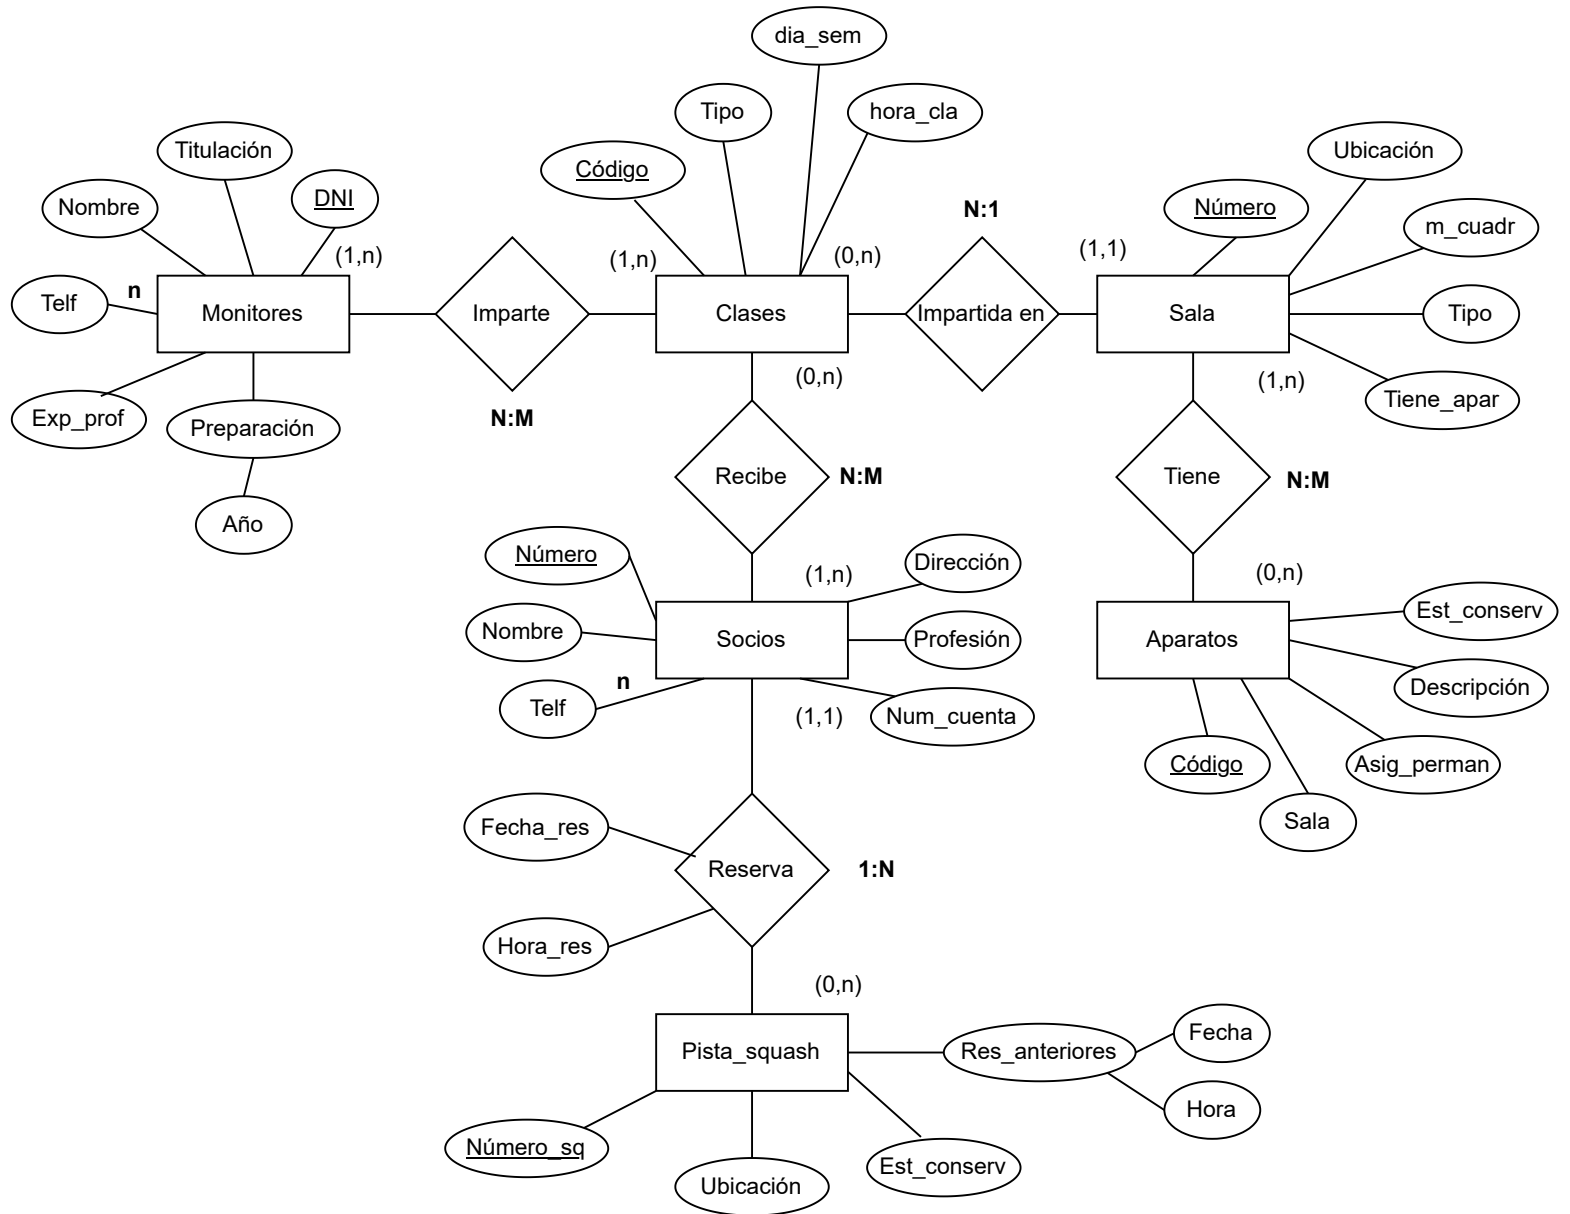 dia_sem
Tipo
hora_cla
Titulación
Código
Ubicación
DNI
Nombre
Número
N:1
m_cuadr
(1,n)
(1,n)
(0,n)
(1,1)
Telf
n
Monitores
Imparte
Clases
Impartida en
Sala
Tipo
(0,n)
(1,n)
Tiene_apar
Exp_prof
Preparación
N:M
Recibe
N:M
Tiene
N:M
Año
Número
Dirección
(1,n)
(0,n)
Est_conserv
Nombre
Socios
Profesión
Aparatos
n
Descripción
Telf
(1,1)
Num_cuenta
Código
Asig_perman
Sala
Fecha_res
Reserva
1:N
Hora_res
(0,n)
Fecha
Pista_squash
Res_anteriores
Hora
Número_sq
Est_conserv
Ubicación